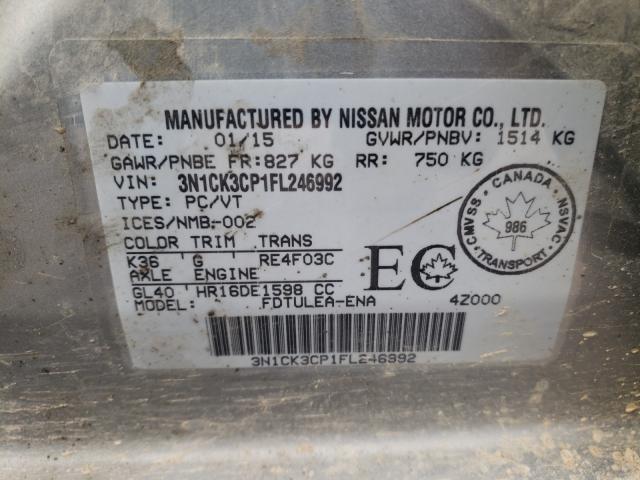 MANUFACTURED BY NISSAN MOTOR CO., LTD.
DATE: 01/15 GVWR/PNBV: 1514 KG
GAWR/PNBE FR: 827 KG RR: 750 KG
VIN: 3N1CK3CP1FL246992
TYPE: PC/VT
ICES/NMB-002
COLOR TRIM TRANS
K36 G RE4F03C
AXLE ENGINE
GL40 HR16DE1598 CC
MODEL: FDTULEA-ENA 4Z000
EC
CMVSS - CANADA - NSVAC
986
TRANSPORT
3N1CK3CP1FL246992